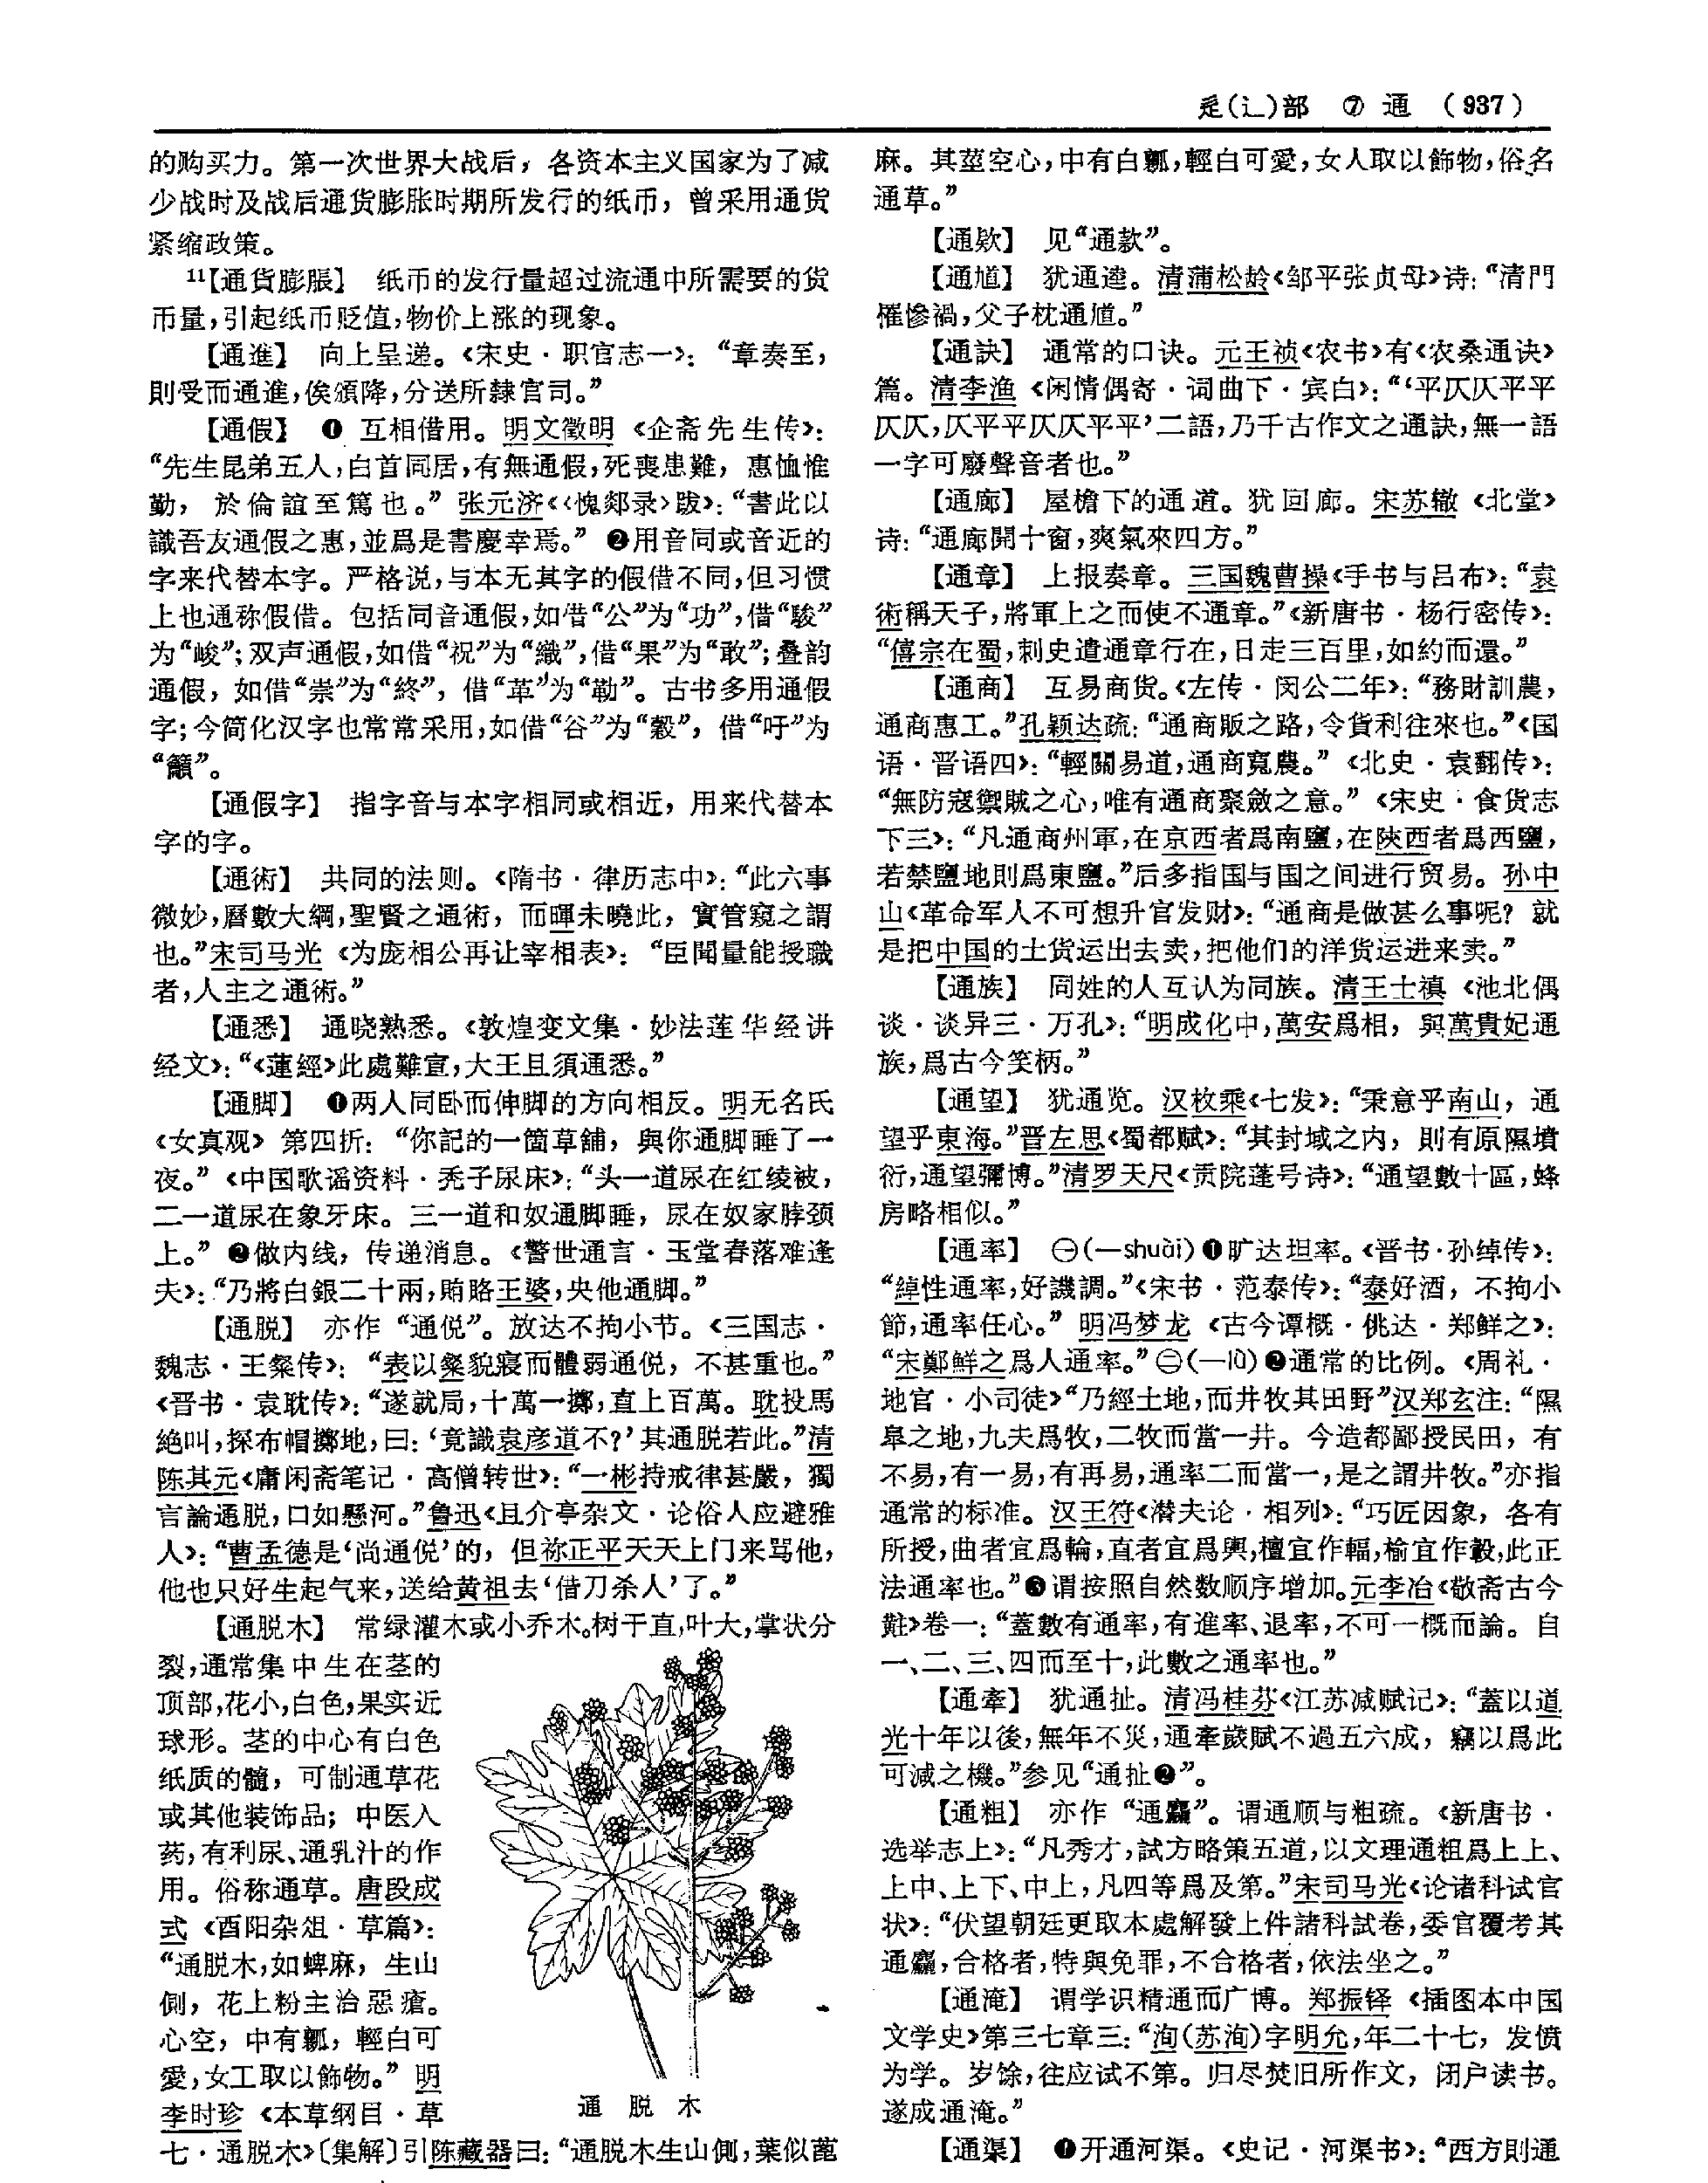 辵(辶)部 ⑦ 通 (937)
的购买力。第一次世界大战后，各资本主义国家为了减
少战时及战后通货膨胀时期所发行的纸币，曾采用通货
紧缩政策。
11【通貨膨脹】 纸币的发行量超过流通中所需要的货
币量，引起纸币贬值，物价上涨的现象。
【通進】 向上呈递。《宋史·职官志一》：“章奏至，
則受而通進，俟頒降，分送所隸官司。”
【通假】 ❶ 互相借用。明文徵明《企斋先生传》：
“先生昆弟五人，白首同居，有無通假，死喪患難，惠恤惟
勤，於倫誼至篤也。”张元济《〈愧郯录〉跋》：“書此以
識吾友通假之惠，並爲是書慶幸焉。” ❷用音同或音近的
字来代替本字。严格说，与本无其字的假借不同，但习惯
上也通称假借。包括同音通假，如借“公”为“功”，借“駿”
为“峻”；双声通假，如借“祝”为“織”，借“果”为“敢”；叠韵
通假，如借“崇”为“終”，借“革”为“勒”。古书多用通假
字；今简化汉字也常常采用，如借“谷”为“穀”，借“吁”为
“籲”。
【通假字】 指字音与本字相同或相近，用来代替本
字的字。
【通術】 共同的法则。《隋书·律历志中》：“此六事
微妙，曆數大綱，聖賢之通術，而暉未曉此，實管窺之謂
也。”宋司马光《为庞相公再让宰相表》：“臣聞量能授職
者，人主之通術。”
【通悉】 通晓熟悉。《敦煌变文集·妙法莲华经讲
经文》：“《蓮經》此處難宣，大王且須通悉。”
【通脚】 ❶两人同卧而伸脚的方向相反。明无名氏
《女真观》第四折：“你記的一箇草舖，與你通脚睡了一
夜。”《中国歌谣资料·秃子尿床》：“头一道尿在红绫被，
二一道尿在象牙床。三一道和奴通脚睡，尿在奴家脖颈
上。” ❷做内线，传递消息。《警世通言·玉堂春落难逢
夫》：“乃將白銀二十兩，賄賂王婆，央他通脚。”
【通脱】 亦作“通侻”。放达不拘小节。《三国志·
魏志·王粲传》：“表以粲貌寢而體弱通侻，不甚重也。”
《晋书·袁耽传》：“遂就局，十萬一擲，直上百萬。耽投馬
絶叫，探布帽擲地，曰：‘竟識袁彦道不？’其通脱若此。”清
陈其元《庸闲斋笔记·高僧转世》：“一彬持戒律甚嚴，獨
言論通脱，口如懸河。”鲁迅《且介亭杂文·论俗人应避雅
人》：“曹孟德是‘尚通侻’的，但祢正平天天上门来骂他，
他也只好生起气来，送给黄祖去‘借刀杀人’了。”
【通脱木】 常绿灌木或小乔木。树干直，叶大，掌状分
裂，通常集中生在茎的
顶部，花小，白色，果实近
球形。茎的中心有白色
纸质的髓，可制通草花
或其他装饰品；中医入
药，有利尿、通乳汁的作
用。俗称通草。唐段成
式《酉阳杂俎·草篇》：
“通脱木，如蜱麻，生山
側，花上粉主治惡瘡。
心空，中有瓤，輕白可
愛，女工取以飾物。”明
李时珍《本草纲目·草
七·通脱木》〔集解〕引陈藏器曰：“通脱木生山側，葉似蓖
通 脱 木
麻。其莖空心，中有白瓤，輕白可愛，女人取以飾物，俗名
通草。”
【通欵】 见“通款”。
【通馗】 犹通逵。清蒲松龄《邹平张贞母》诗：“清門
罹慘禍，父子枕通馗。”
【通訣】 通常的口诀。元王祯《农书》有《农桑通诀》
篇。清李渔《闲情偶寄·词曲下·宾白》：“‘平仄仄平平
仄仄，仄平平仄仄平平’二語，乃千古作文之通訣，無一語
一字可廢聲音者也。”
【通廊】 屋檐下的通道。犹回廊。宋苏辙《北堂》
诗：“通廊開十窗，爽氣來四方。”
【通章】 上报奏章。三国魏曹操《手书与吕布》：“袁
術稱天子，將軍上之而使不通章。”《新唐书·杨行密传》：
“僖宗在蜀，刺史遣通章行在，日走三百里，如約而還。”
【通商】 互易商货。《左传·闵公二年》：“務財訓農，
通商惠工。”孔颖达疏：“通商販之路，令貨利往來也。”《国
语·晋语四》：“輕關易道，通商寬農。”《北史·袁翻传》：
“無防寇禦賊之心，唯有通商聚斂之意。”《宋史·食货志
下三》：“凡通商州軍，在京西者爲南鹽，在陝西者爲西鹽，
若禁鹽地則爲東鹽。”后多指国与国之间进行贸易。孙中
山《革命军人不可想升官发财》：“通商是做甚么事呢？就
是把中国的土货运出去卖，把他们的洋货运进来卖。”
【通族】 同姓的人互认为同族。清王士禛《池北偶
谈·谈异三·万孔》：“明成化中，萬安爲相，與萬貴妃通
族，爲古今笑柄。”
【通望】 犹通览。汉枚乘《七发》：“秉意乎南山，通
望乎東海。”晋左思《蜀都赋》：“其封域之内，則有原隰墳
衍，通望彌博。”清罗天尺《贡院蓬号诗》：“通望數十區，蜂
房略相似。”
【通率】 ㊀(—shuài)❶旷达坦率。《晋书·孙绰传》：
“綽性通率，好譏調。”《宋书·范泰传》：“泰好酒，不拘小
節，通率任心。”明冯梦龙《古今谭概·佻达·郑鲜之》：
“宋鄭鮮之爲人通率。”㊁(—lǜ)❷通常的比例。《周礼·
地官·小司徒》“乃經土地，而井牧其田野”汉郑玄注：“隰
皋之地，九夫爲牧，二牧而當一井。今造都鄙授民田，有
不易，有一易，有再易，通率二而當一，是之謂井牧。”亦指
通常的标准。汉王符《潜夫论·相列》：“巧匠因象，各有
所授，曲者宜爲輪，直者宜爲輿，檀宜作輻，榆宜作轂，此正
法通率也。”❸谓按照自然数顺序增加。元李冶《敬斋古今
黈》卷一：“蓋數有通率，有進率、退率，不可一概而論。自
一、二、三、四而至十，此數之通率也。”
【通牽】 犹通扯。清冯桂芬《江苏减赋记》：“蓋以道
光十年以後，無年不災，通牽歲賦不過五六成，竊以爲此
可減之機。”参见“通扯❷”。
【通粗】 亦作“通麤”。谓通顺与粗疏。《新唐书·
选举志上》：“凡秀才，試方略策五道，以文理通粗爲上上、
上中、上下、中上，凡四等爲及第。”宋司马光《论诸科试官
状》：“伏望朝廷更取本處解發上件諸科試卷，委官覆考其
通麤，合格者，特與免罪，不合格者，依法坐之。”
【通淹】 谓学识精通而广博。郑振铎《插图本中国
文学史》第三七章三：“洵(苏洵)字明允，年二十七，发愤
为学。岁馀，往应试不第。归尽焚旧所作文，闭户读书。
遂成通淹。”
【通渠】 ❶开通河渠。《史记·河渠书》：“西方則通